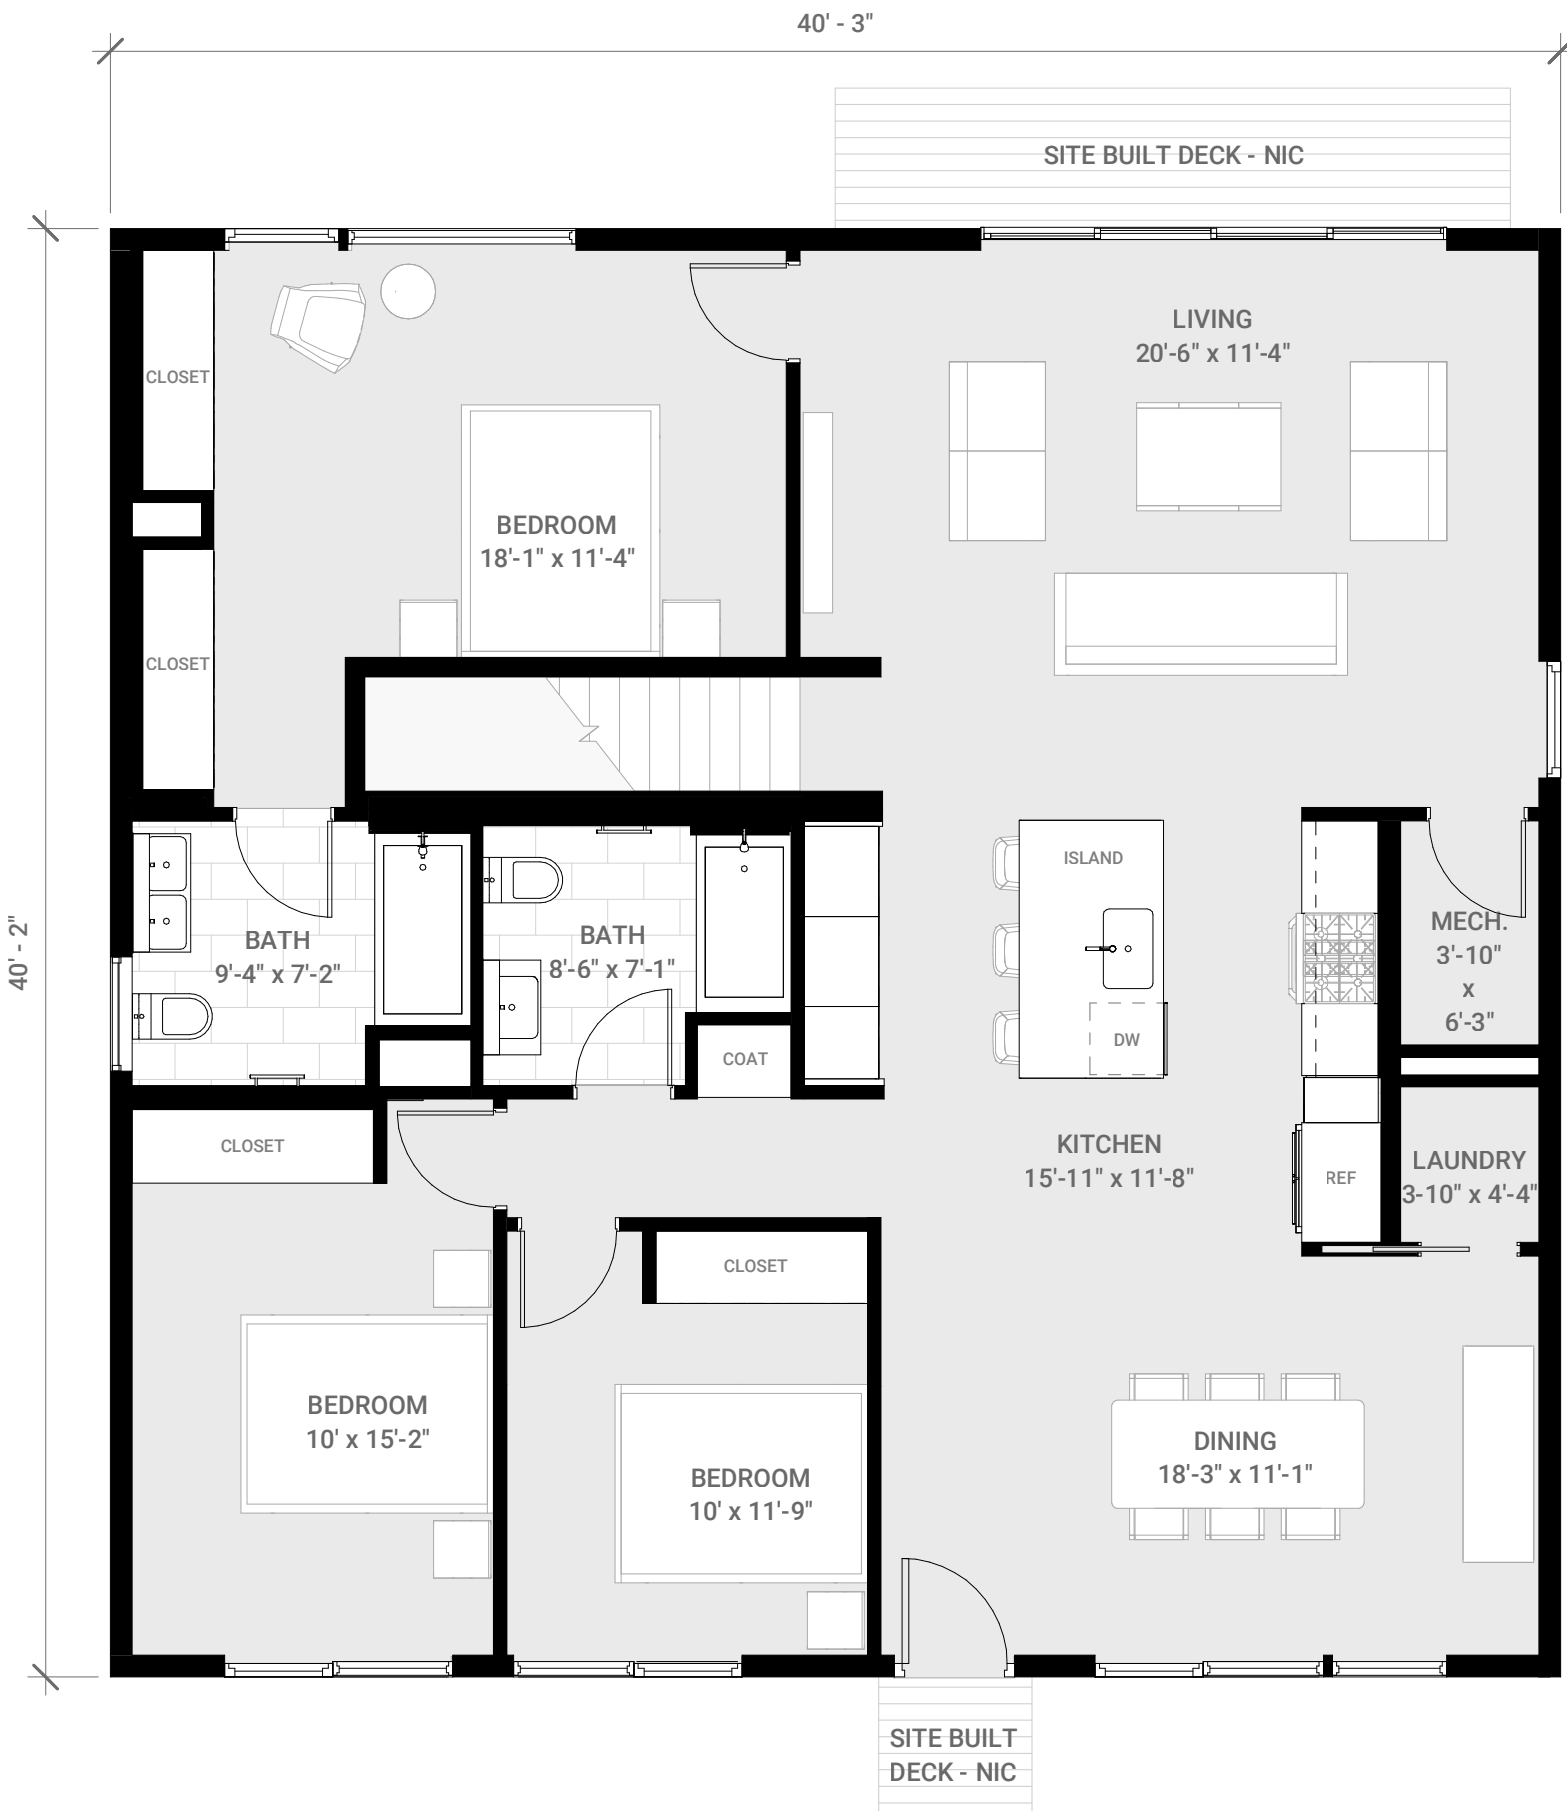 40' - 3"
SITE BUILT DECK - NIC
LIVING
20'-6" x 11'-4"
CLOSET
BEDROOM
18'-1" x 11'-4"
CLOSET
ISLAND
BATH
9'-4" x 7'-2"
BATH
8'-6" x 7'-1"
MECH.
3'-10"
x
6'-3"
40' - 2"
DW
COAT
CLOSET
KITCHEN
15'-11" x 11'-8"
REF
LAUNDRY
3-10" x 4'-4"
CLOSET
BEDROOM
10' x 15'-2"
BEDROOM
10' x 11'-9"
DINING
18'-3" x 11'-1"
SITE BUILT
DECK - NIC